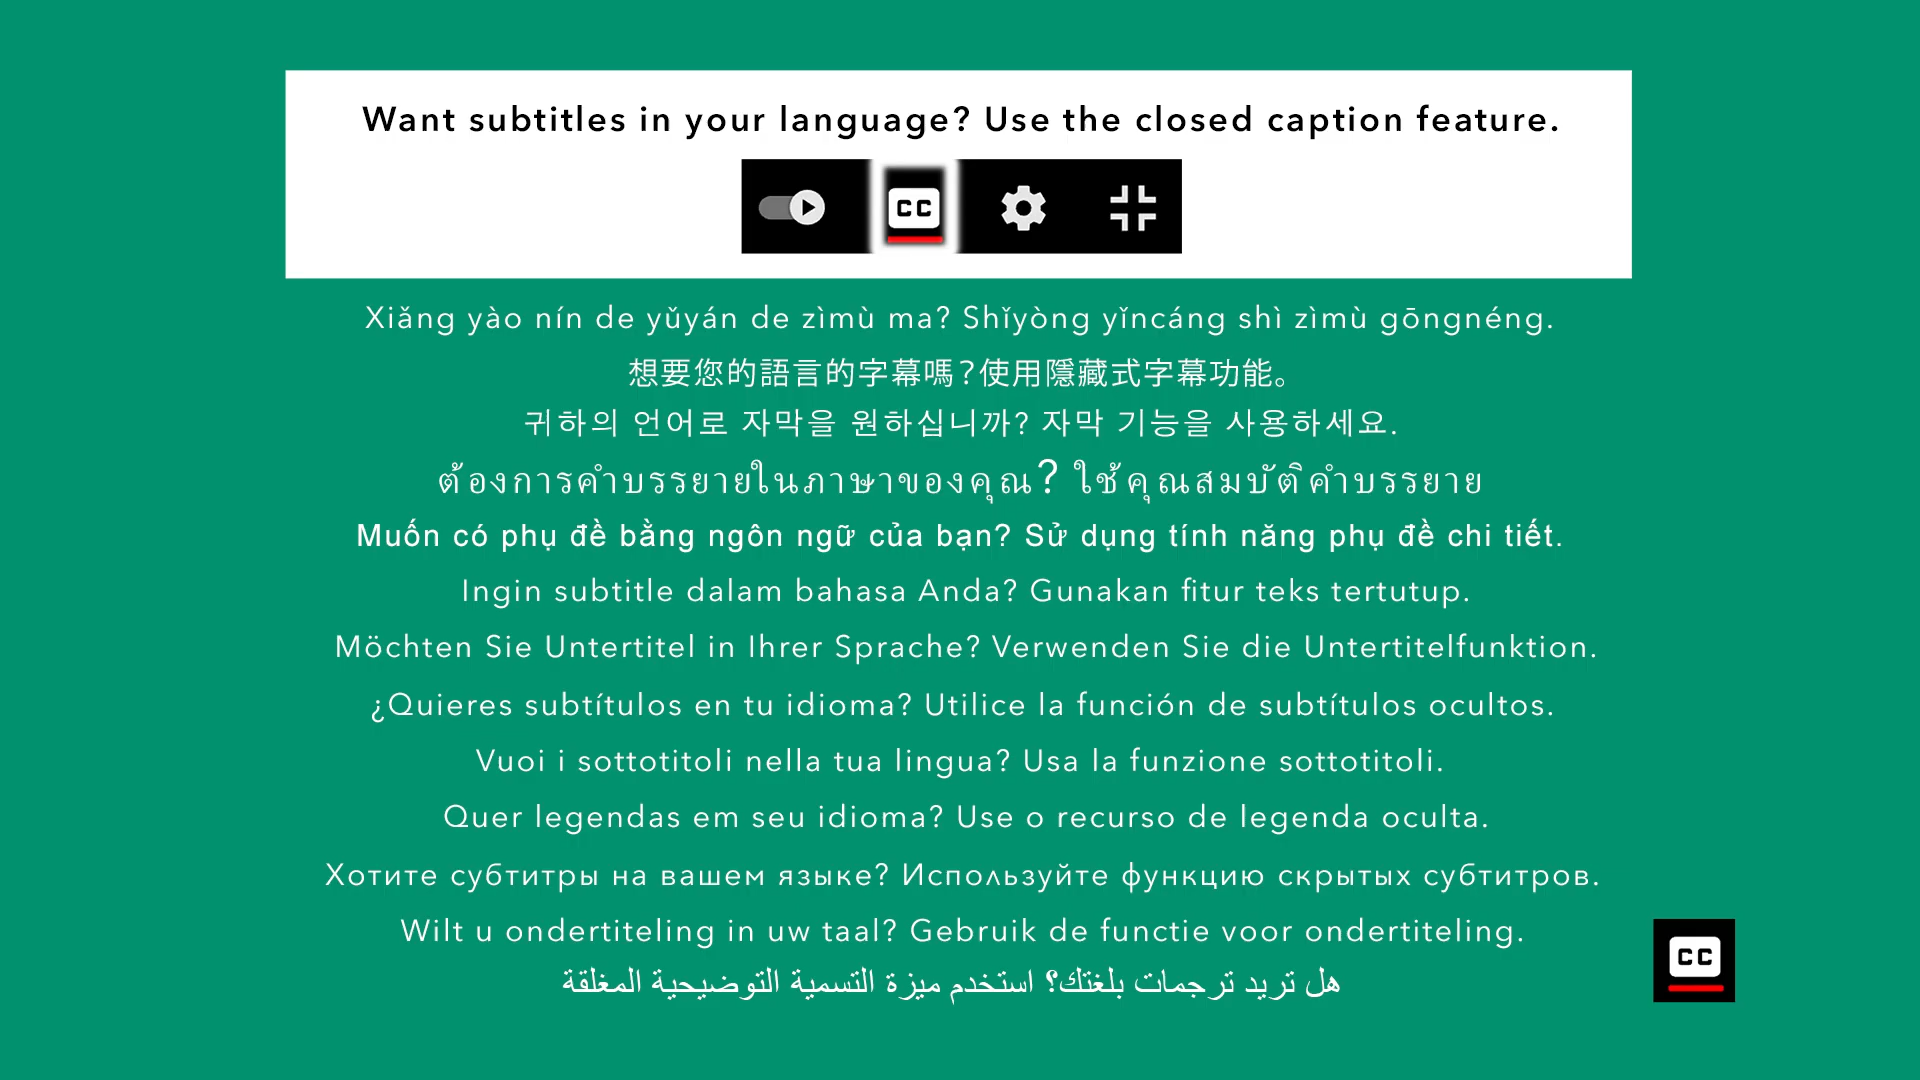 Want subtitles in your language? Use the closed caption feature.
CC
Xiǎng yào nín de yǔyán de zìmù ma? Shǐyòng yǐncáng shì zìmù gōngnéng.
想要您的語言的字幕嗎?使用隱藏式字幕功能。
귀하의 언어로 자막을 원하십니까? 자막 기능을 사용하세요.
ต้องการคำบรรยายในภาษาของคุณ? ใช้คุณสมบัติคำบรรยาย
Muốn có phụ đề bằng ngôn ngữ của bạn? Sử dụng tính năng phụ đề chi tiết.
Ingin subtitle dalam bahasa Anda? Gunakan fitur teks tertutup.
Möchten Sie Untertitel in Ihrer Sprache? Verwenden Sie die Untertitelfunktion.
¿Quieres subtítulos en tu idioma? Utilice la función de subtítulos ocultos.
Vuoi i sottotitoli nella tua lingua? Usa la funzione sottotitoli.
Quer legendas em seu idioma? Use o recurso de legenda oculta.
Хотите субтитры на вашем языке? Используйте функцию скрытых субтитров.
Wilt u ondertiteling in uw taal? Gebruik de functie voor ondertiteling.
CC
هل تريد ترجمات بلغتك؟ استخدم ميزة التسمية التوضيحية المغلقة